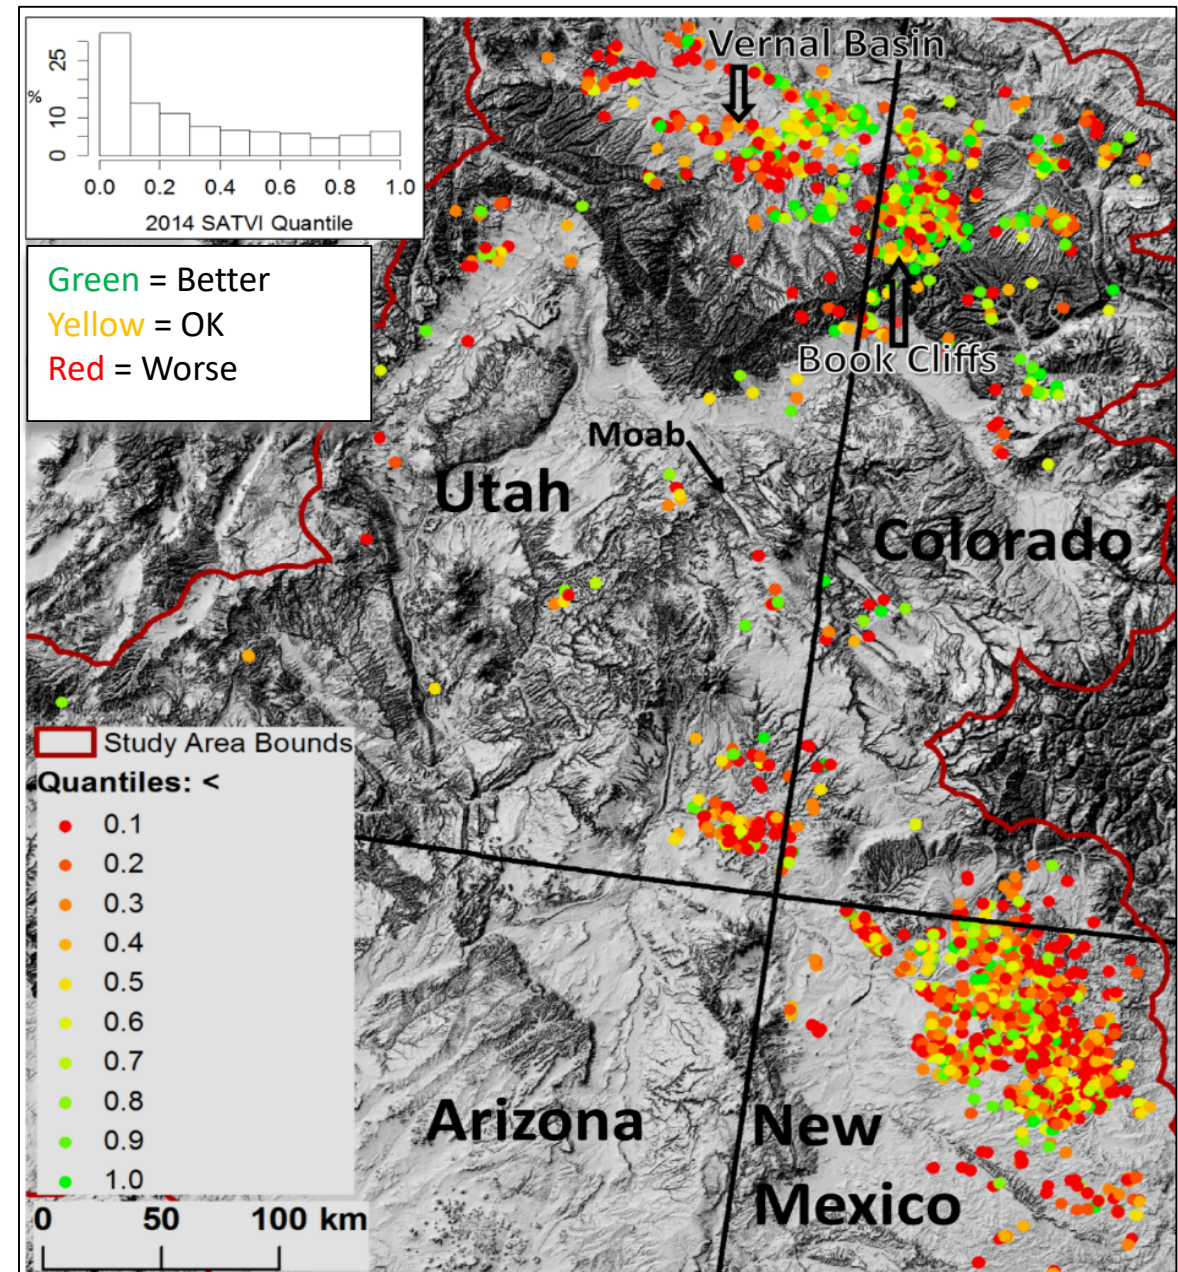 25
10
0
%
0.0 0.2 0.4 0.6 0.8 1.0
2014 SATVI Quantile
Green = Better
Yellow = OK
Red = Worse
Vernal Basin
Book Cliffs
Moab
Utah
Colorado
Study Area Bounds
Quantiles: <
0.1
0.2
0.3
0.4
0.5
0.6
0.7
0.8
0.9
1.0
0 50 100 km
Arizona
New
Mexico